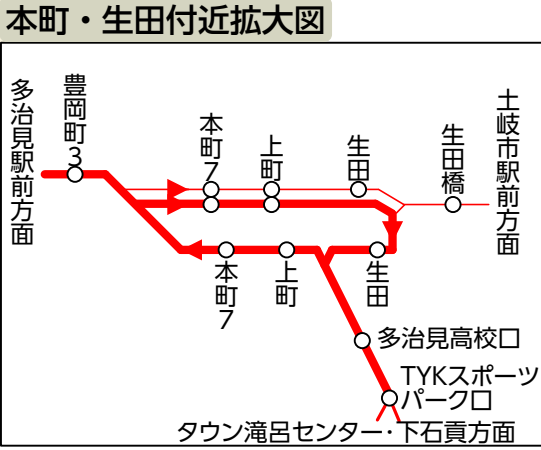 本町・生田付近拡大図
多治見駅前方面
豊岡町3
本町7
上町
生田
生田橋
土岐市駅前方面
本町7
上町
生田
多治見高校口
TYKスポーツ
パーク口
タウン滝呂センター・下石貢方面